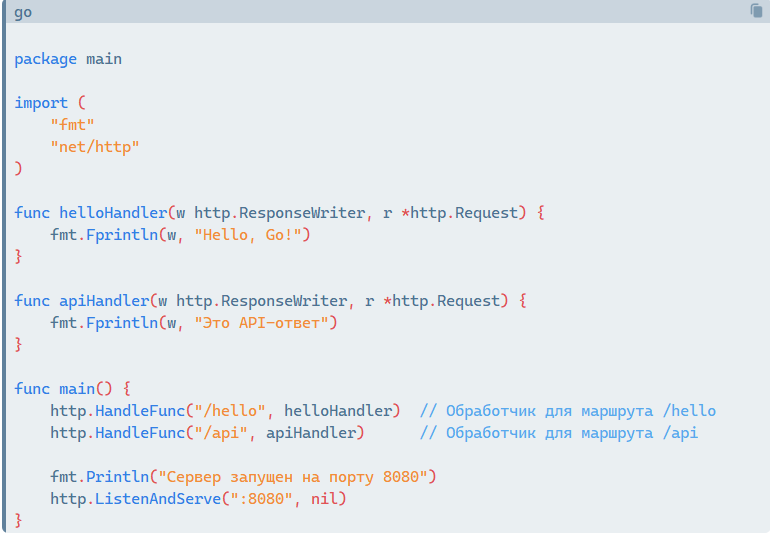 go
package main
import (
    "fmt"
    "net/http"
)
func helloHandler(w http.ResponseWriter, r *http.Request) {
    fmt.Fprintln(w, "Hello, Go!")
}
func apiHandler(w http.ResponseWriter, r *http.Request) {
    fmt.Fprintln(w, "Это API-ответ")
}
func main() {
    http.HandleFunc("/hello", helloHandler)  // Обработчик для маршрута /hello
    http.HandleFunc("/api", apiHandler)      // Обработчик для маршрута /api
    fmt.Println("Сервер запущен на порту 8080")
    http.ListenAndServe(":8080", nil)
}